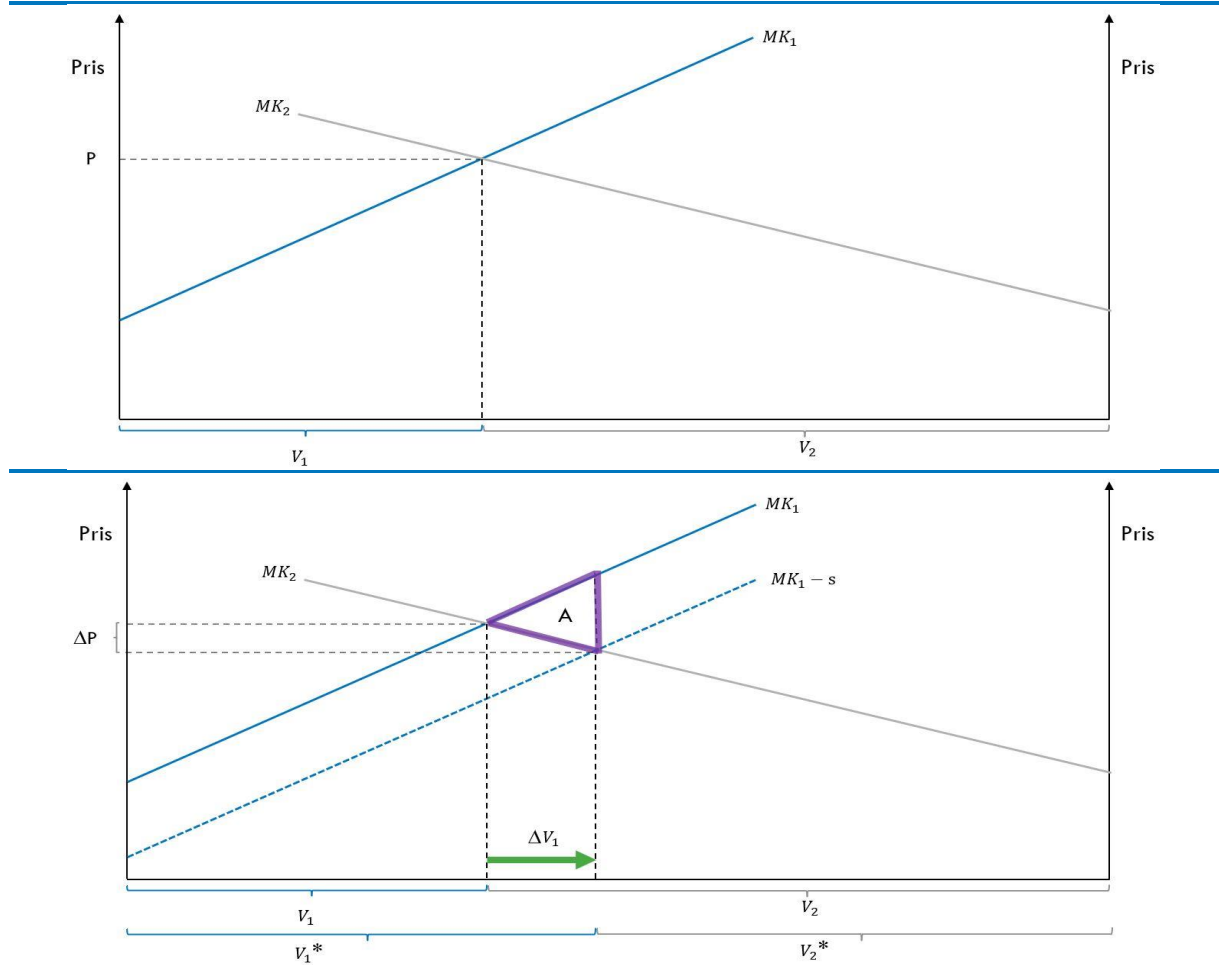 MK₁
Pris
Pris
MK₂
P
V₁
V₂
MK₁
Pris
Pris
MK₂
MK₁ − s
A
ΔP
ΔV₁
V₁
V₂
V₁*
V₂*